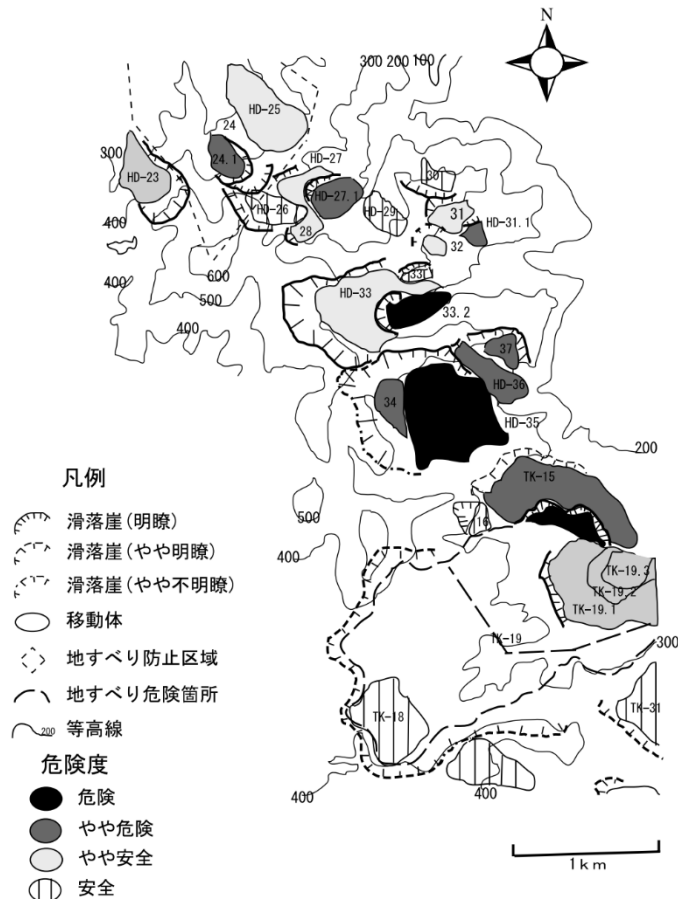 N
300 200 100
HD-25
24
24.1
300
HD-23
HD-27
HD-27.1
HD-26
HD-29
30
31
HD-31.1
28
32
400
400
600
500
400
33
HD-33
33.2
37
34
HD-36
HD-35
200
TK-15
16
500
400
TK-19.3
TK-19.2
TK-19.1
TK-19
300
TK-18
TK-31
400
400
凡例
滑落崖(明瞭)
滑落崖(やや明瞭)
滑落崖(やや不明瞭)
移動体
地すべり防止区域
地すべり危険箇所
200 等高線
危険度
危険
やや危険
やや安全
安全
1km